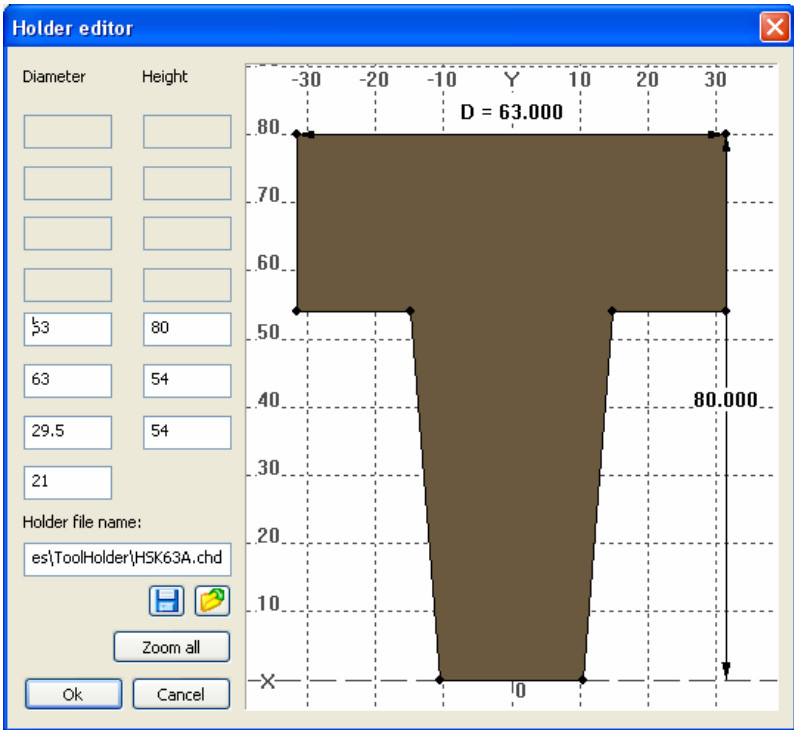 Holder editor
Diameter Height
-30 -20 -10 Y 10 20 30
D = 63.000
80
70
60
50
40
30
20
10
X
0
80.000
63 80
63 54
29.5 54
21
Holder file name:
es\ToolHolder\HSK63A.chd
Zoom all
Ok Cancel